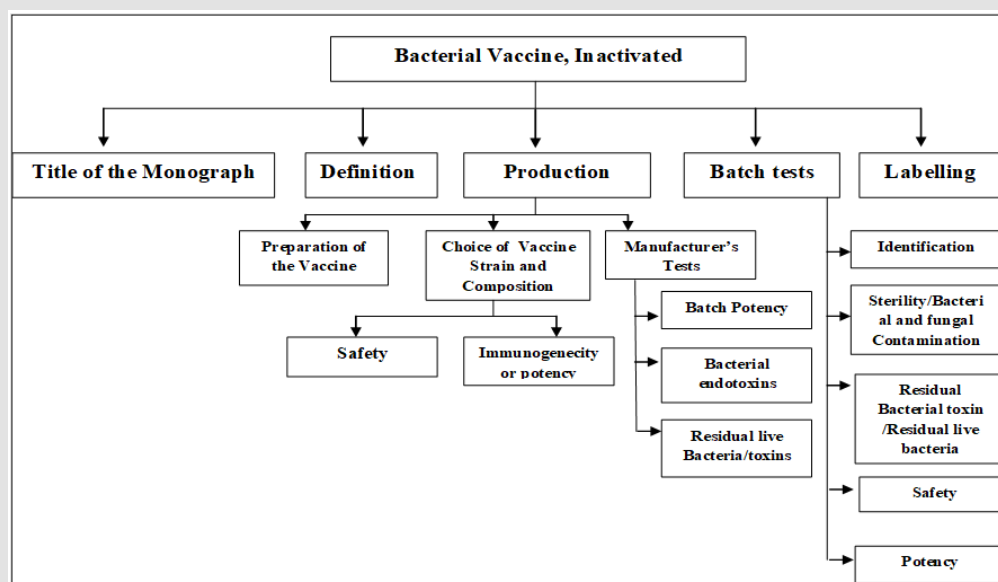 Bacterial Vaccine, Inactivated
Title of the Monograph
Definition
Production
Batch tests
Labelling
Preparation of
the Vaccine
Choice of Vaccine
Strain and
Composition
Manufacturer's
Tests
Safety
Immunogenecity
or potency
Batch Potency
Bacterial
endotoxins
Residual live
Bacteria/toxins
Identification
Sterility/Bacteri
al and fungal
Contamination
Residual
Bacterial toxin
/Residual live
bacteria
Safety
Potency